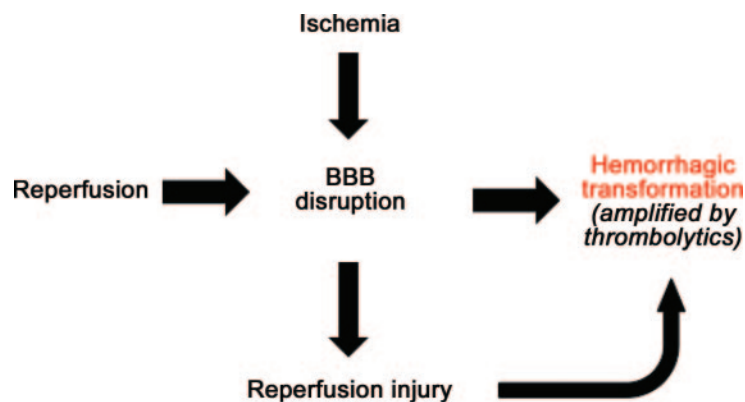 Ischemia
Reperfusion
BBB
disruption
Hemorrhagic
transformation
(amplified by
thrombolytics)
Reperfusion injury